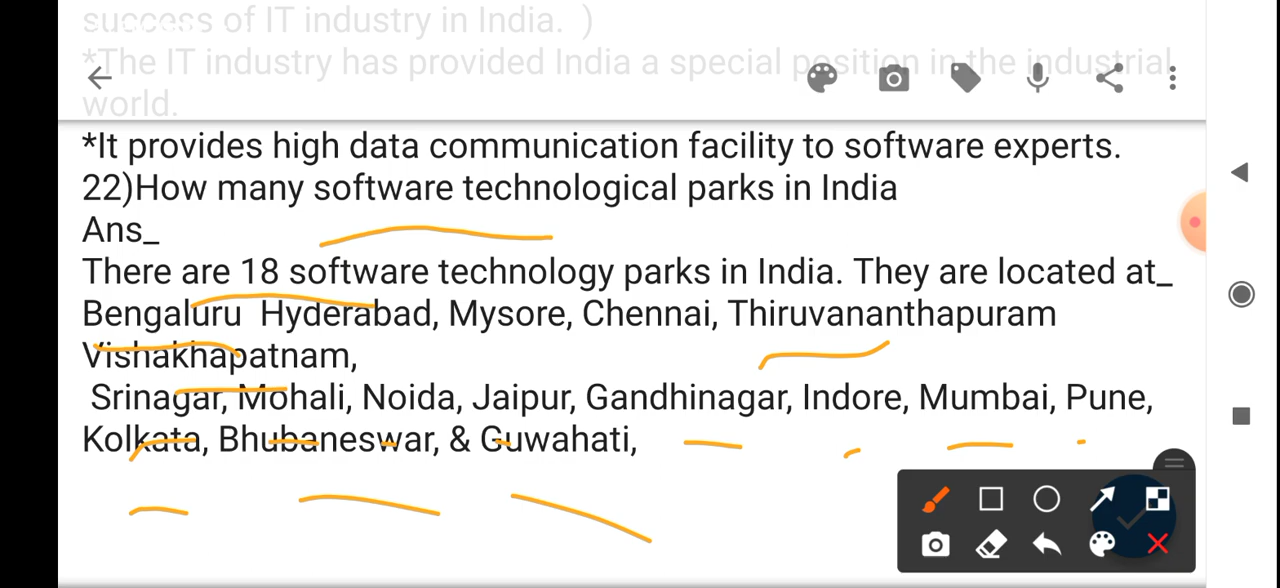 success of IT industry in India. )
*The IT industry has provided India a special position in the industrial
world.
*It provides high data communication facility to software experts.
22)How many software technological parks in India
Ans_
There are 18 software technology parks in India. They are located at_
Bengaluru  Hyderabad, Mysore, Chennai, Thiruvananthapuram
Vishakhapatnam,
Srinagar, Mohali, Noida, Jaipur, Gandhinagar, Indore, Mumbai, Pune,
Kolkata, Bhubaneswar, & Guwahati,